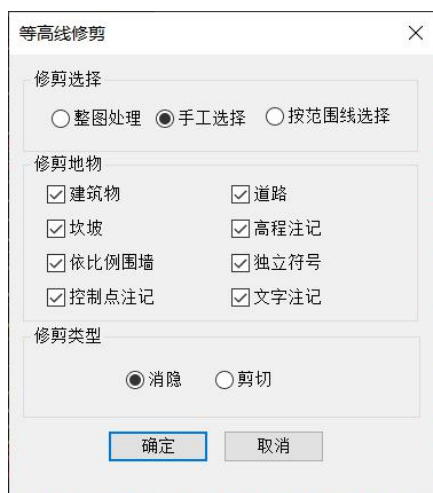 等高线修剪
修剪选择
整图处理 手工选择 按范围线选择
修剪地物
建筑物 道路
坎坡 高程注记
依比例围墙 独立符号
控制点注记 文字注记
修剪类型
消隐 剪切
确定 取消